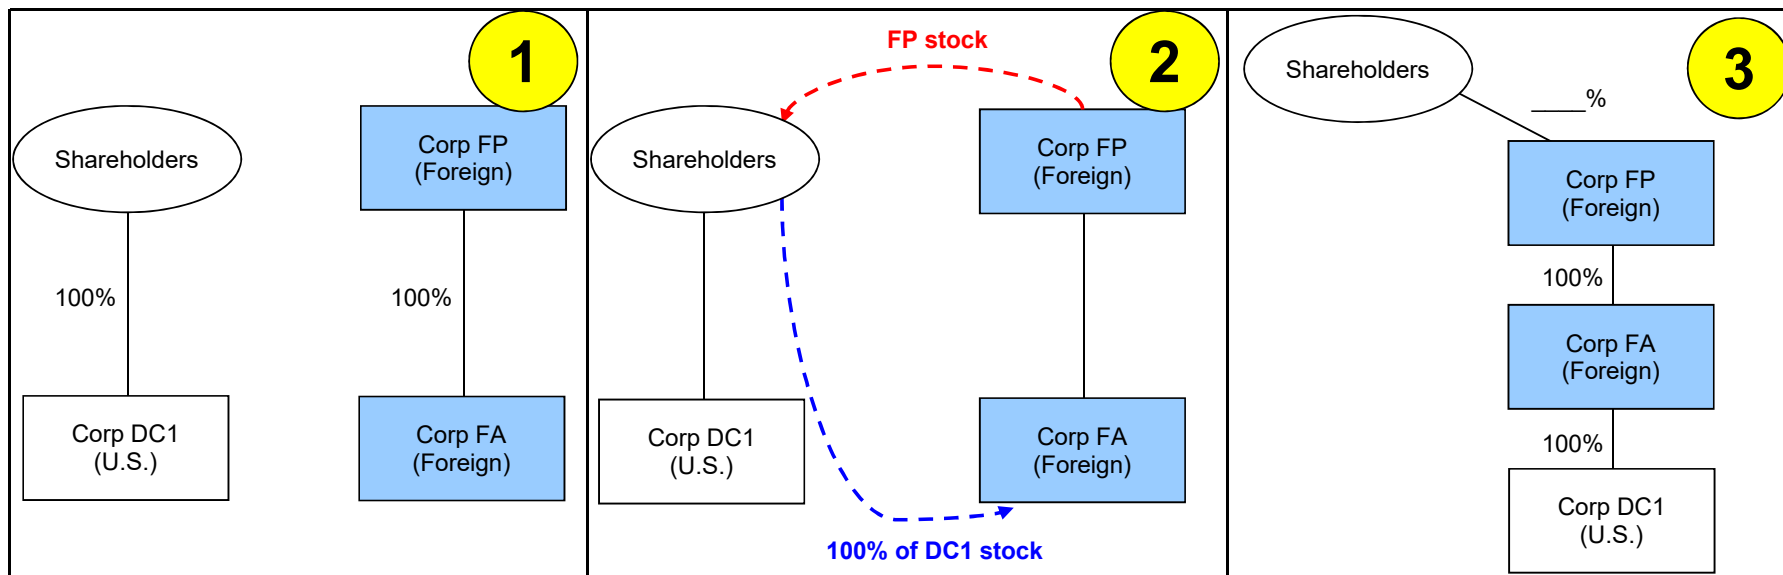 1
Shareholders
Corp FP
(Foreign)
100%
100%
Corp DC1
(U.S.)
Corp FA
(Foreign)
FP stock
2
Shareholders
Corp FP
(Foreign)
Corp DC1
(U.S.)
Corp FA
(Foreign)
100% of DC1 stock
Shareholders
3
____%
Corp FP
(Foreign)
100%
Corp FA
(Foreign)
100%
Corp DC1
(U.S.)